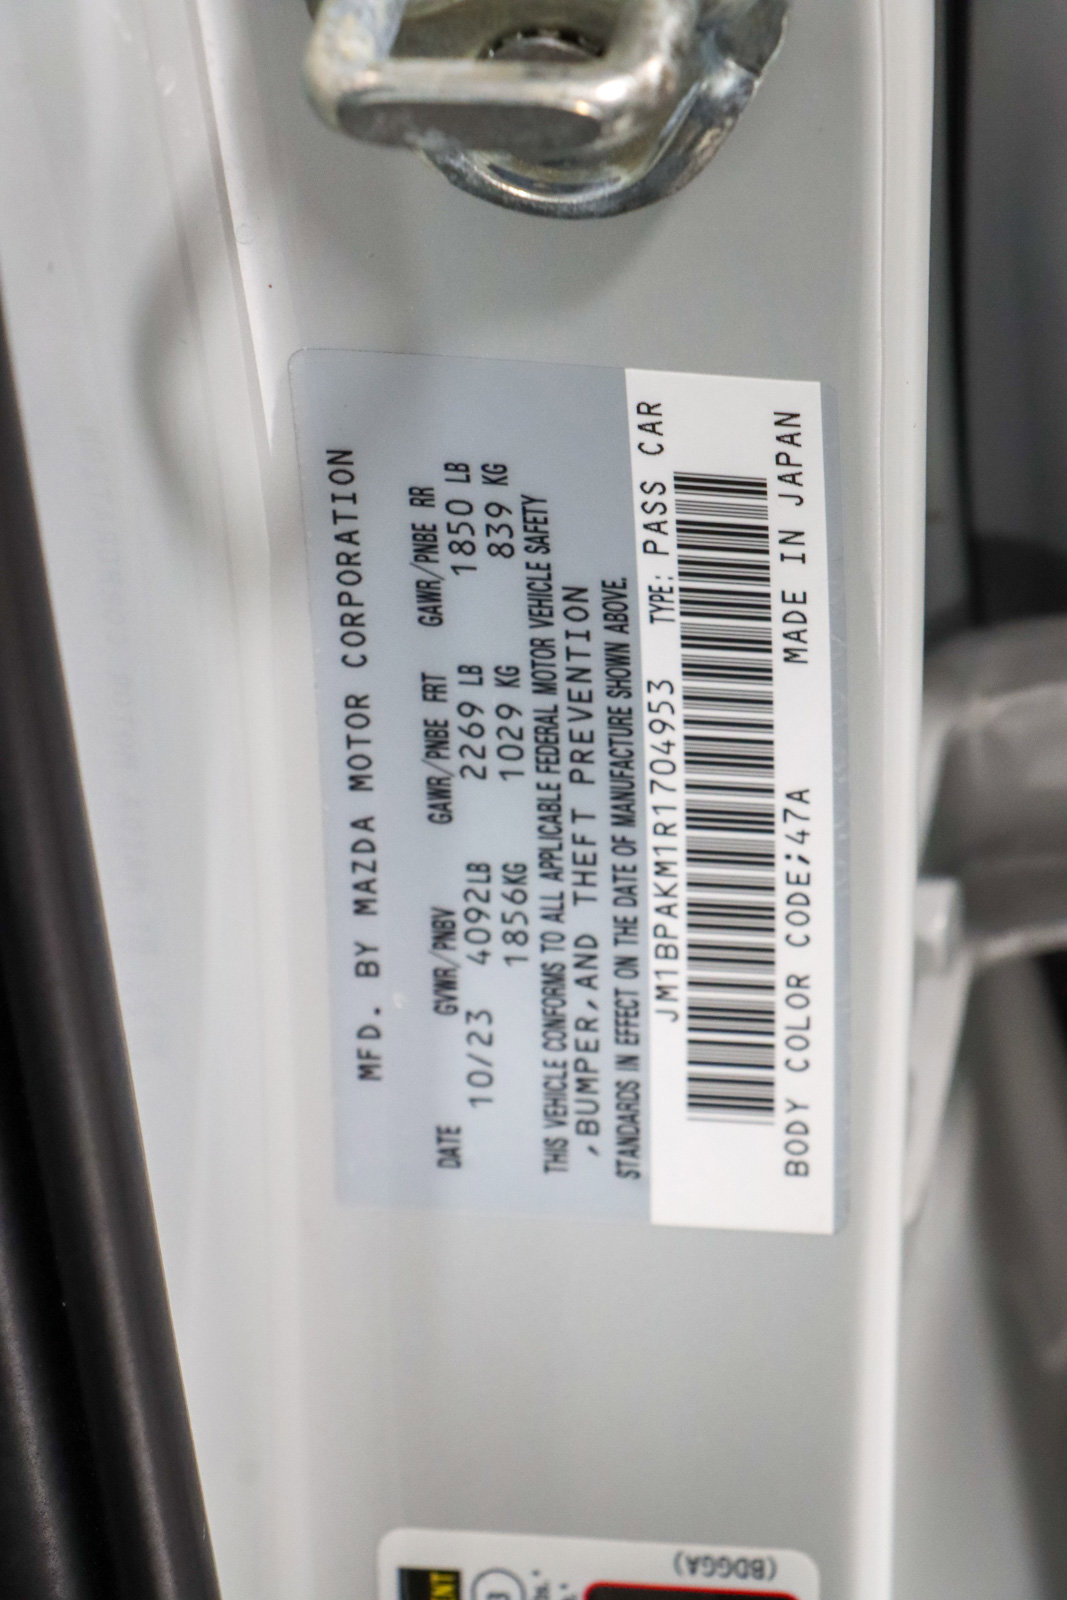 MFD. BY MAZDA MOTOR CORPORATION
DATE GVWR/PNBV GAWR/PNBE FRT GAWR/PNBE RR
10/23 4092LB 2269 LB 1850 LB
1856KG 1029 KG 839 KG
THIS VEHICLE CONFORMS TO ALL APPLICABLE FEDERAL MOTOR VEHICLE SAFETY
,BUMPER,AND THEFT PREVENTION
STANDARDS IN EFFECT ON THE DATE OF MANUFACTURE SHOWN ABOVE.
JM1BPAKM1R1704953 TYPE: PASS CAR
BODY COLOR CODE;47A MADE IN JAPAN
(BDGGA)